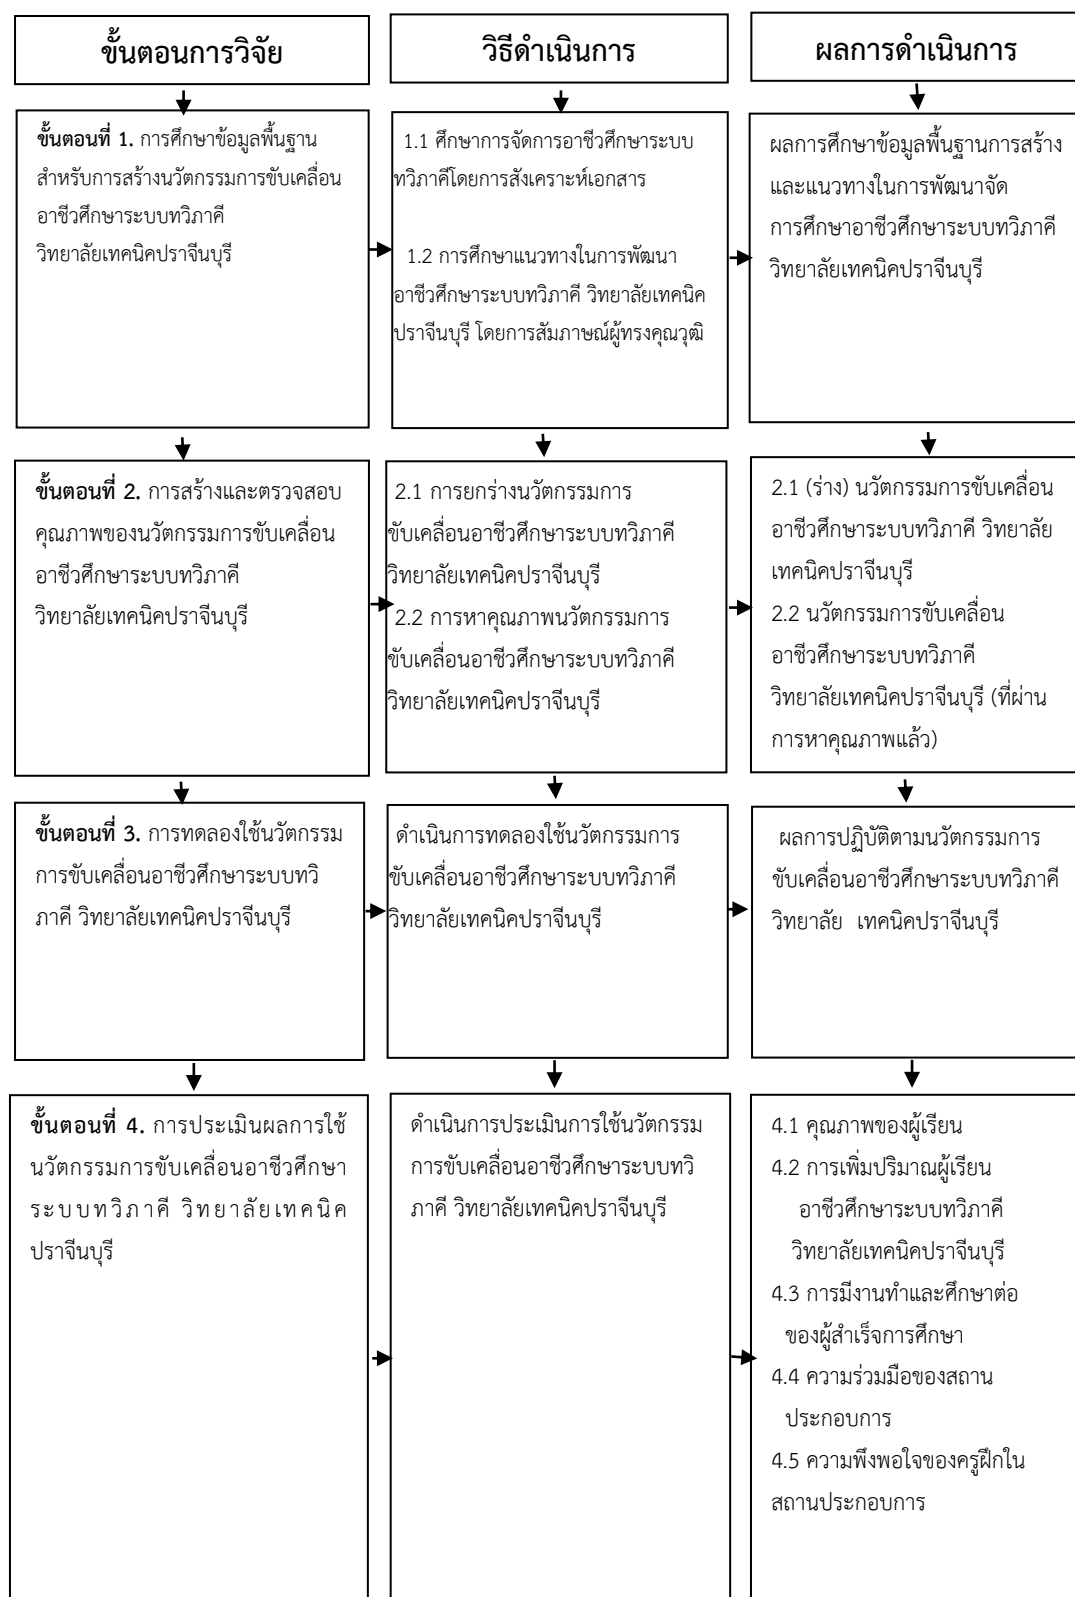 ขั้นตอนการวิจัย
วิธีดำเนินการ
ผลการดำเนินการ
ขั้นตอนที่ 1. การศึกษาข้อมูลพื้นฐาน
สำหรับการสร้างนวัตกรรมการขับเคลื่อน
อาชีวศึกษาระบบทวิภาคี
วิทยาลัยเทคนิคปราจีนบุรี
1.1 ศึกษาการจัดการอาชีวศึกษาระบบ
ทวิภาคีโดยการสังเคราะห์เอกสาร
1.2 การศึกษาแนวทางในการพัฒนา
อาชีวศึกษาระบบทวิภาคี วิทยาลัยเทคนิค
ปราจีนบุรี โดยการสัมภาษณ์ผู้ทรงคุณวุฒิ
ผลการศึกษาข้อมูลพื้นฐานการสร้าง
และแนวทางในการพัฒนาจัด
การศึกษาอาชีวศึกษาระบบทวิภาคี
วิทยาลัยเทคนิคปราจีนบุรี
ขั้นตอนที่ 2. การสร้างและตรวจสอบ
คุณภาพของนวัตกรรมการขับเคลื่อน
อาชีวศึกษาระบบทวิภาคี
วิทยาลัยเทคนิคปราจีนบุรี
2.1 การยกร่างนวัตกรรมการ
ขับเคลื่อนอาชีวศึกษาระบบทวิภาคี
วิทยาลัยเทคนิคปราจีนบุรี
2.2 การหาคุณภาพนวัตกรรมการ
ขับเคลื่อนอาชีวศึกษาระบบทวิภาคี
วิทยาลัยเทคนิคปราจีนบุรี
2.1 (ร่าง) นวัตกรรมการขับเคลื่อน
อาชีวศึกษาระบบทวิภาคี วิทยาลัย
เทคนิคปราจีนบุรี
2.2 นวัตกรรมการขับเคลื่อน
อาชีวศึกษาระบบทวิภาคี
วิทยาลัยเทคนิคปราจีนบุรี (ที่ผ่าน
การหาคุณภาพแล้ว)
ขั้นตอนที่ 3. การทดลองใช้นวัตกรรม
การขับเคลื่อนอาชีวศึกษาระบบทวิ
ภาคี วิทยาลัยเทคนิคปราจีนบุรี
ดำเนินการทดลองใช้นวัตกรรมการ
ขับเคลื่อนอาชีวศึกษาระบบทวิภาคี
วิทยาลัยเทคนิคปราจีนบุรี
ผลการปฏิบัติตามนวัตกรรมการ
ขับเคลื่อนอาชีวศึกษาระบบทวิภาคี
วิทยาลัย เทคนิคปราจีนบุรี
ขั้นตอนที่ 4. การประเมินผลการใช้
นวัตกรรมการขับเคลื่อนอาชีวศึกษา
ระบบทวิภาคี วิทยาลัยเทคนิค
ปราจีนบุรี
ดำเนินการประเมินการใช้นวัตกรรม
การขับเคลื่อนอาชีวศึกษาระบบทวิ
ภาคี วิทยาลัยเทคนิคปราจีนบุรี
4.1 คุณภาพของผู้เรียน
4.2 การเพิ่มปริมาณผู้เรียน
อาชีวศึกษาระบบทวิภาคี
วิทยาลัยเทคนิคปราจีนบุรี
4.3 การมีงานทำและศึกษาต่อ
ของผู้สำเร็จการศึกษา
4.4 ความร่วมมือของสถาน
ประกอบการ
4.5 ความพึงพอใจของครูฝึกใน
สถานประกอบการ